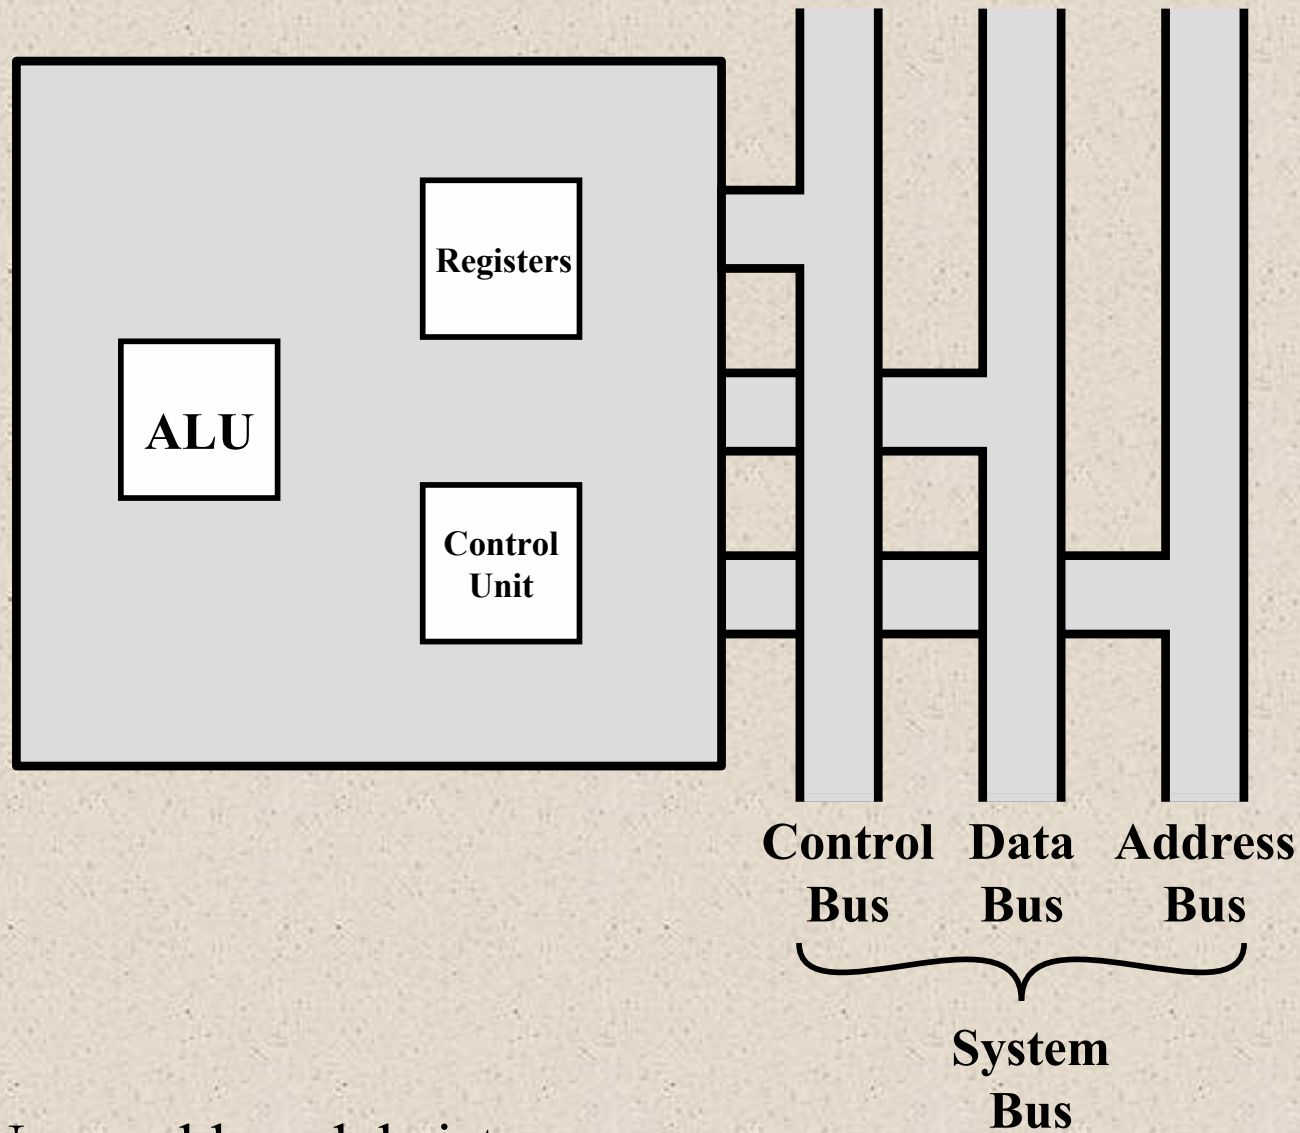 Registers
ALU
Control
Unit
Control Data Address
Bus Bus Bus
System
Bus